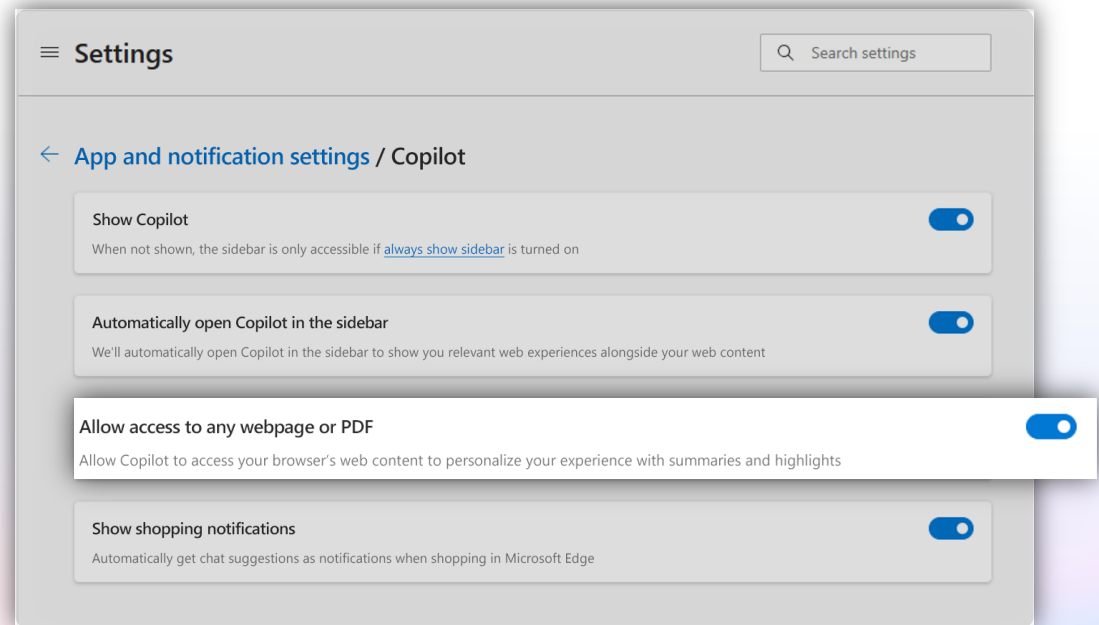 Settings
Search settings
App and notification settings / Copilot
Show Copilot
When not shown, the sidebar is only accessible if always show sidebar is turned on
Automatically open Copilot in the sidebar
We'll automatically open Copilot in the sidebar to show you relevant web experiences alongside your web content
Allow access to any webpage or PDF
Allow Copilot to access your browser's web content to personalize your experience with summaries and highlights
Show shopping notifications
Automatically get chat suggestions as notifications when shopping in Microsoft Edge